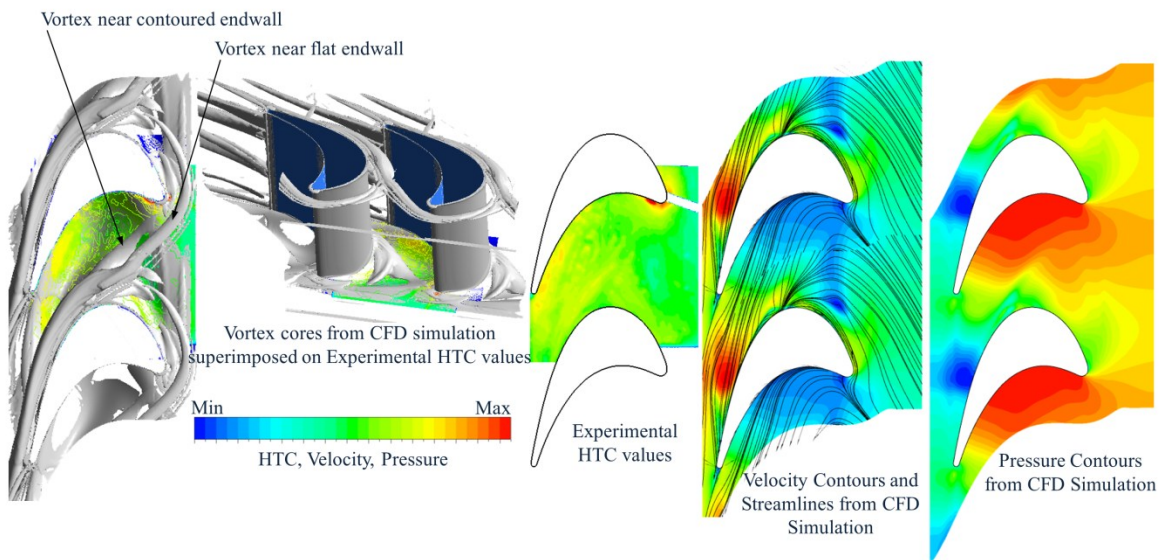 Vortex near contoured endwall
Vortex near flat endwall
Vortex cores from CFD simulation
superimposed on Experimental HTC values
Min
Max
HTC, Velocity, Pressure
Experimental
HTC values
Velocity Contours and
Streamlines from CFD
Simulation
Pressure Contours
from CFD Simulation